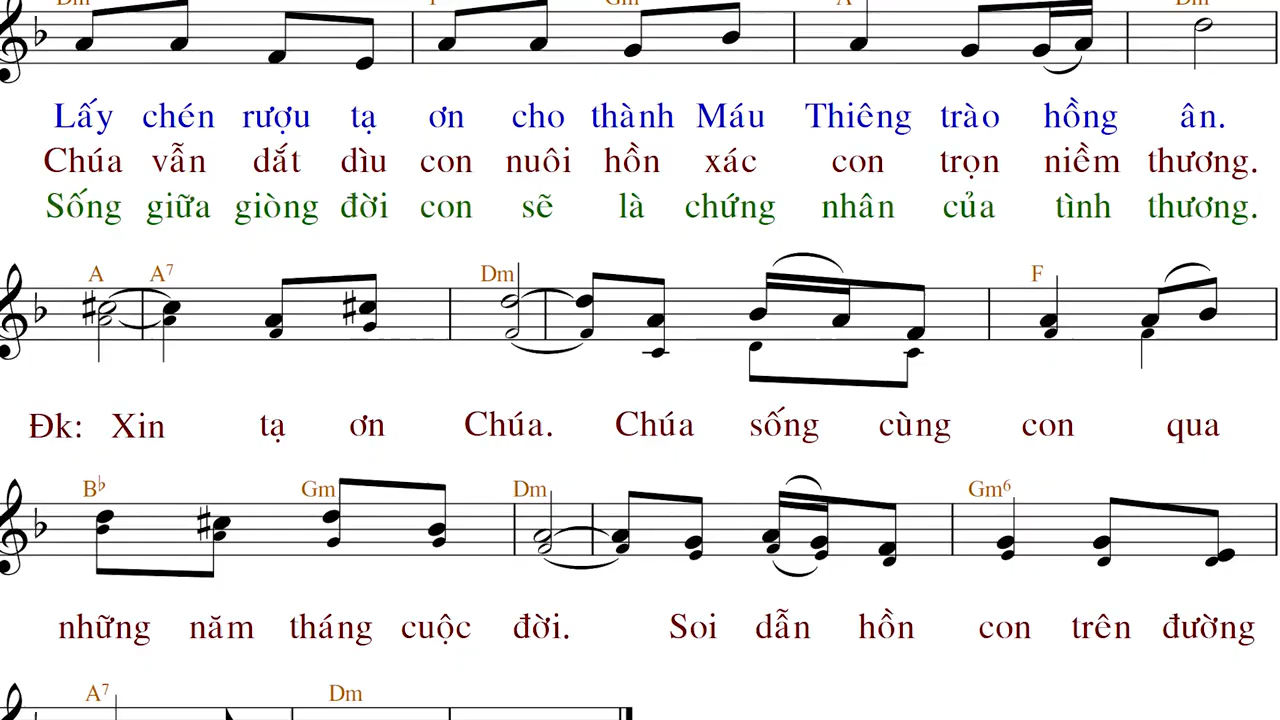 Dm F Gm A Dm
Lấy chén rượu tạ ơn cho thành Máu Thiêng trào hồng ân.
Chúa vẫn dắt dìu con nuôi hồn xác con trọn niềm thương.
Sống giữa giòng đời con sẽ là chứng nhân của tình thương.
A A7 Dm F
Đk: Xin tạ ơn Chúa. Chúa sống cùng con qua
B♭ Gm Dm Gm6
những năm tháng cuộc đời. Soi dẫn hồn con trên đường
A7 Dm